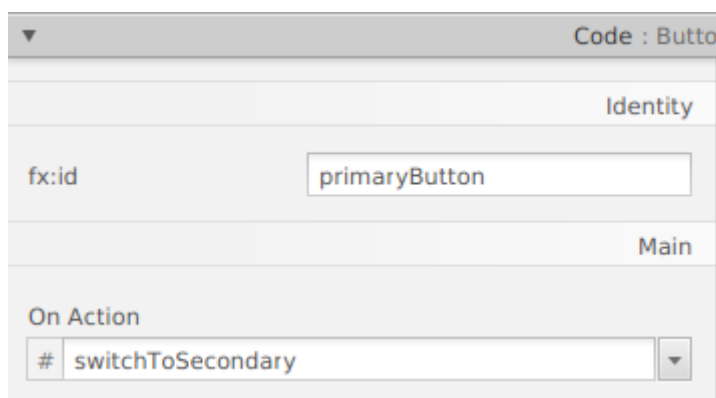 ▼ Code : Butto
Identity
fx:id primaryButton
Main
On Action
# switchToSecondary